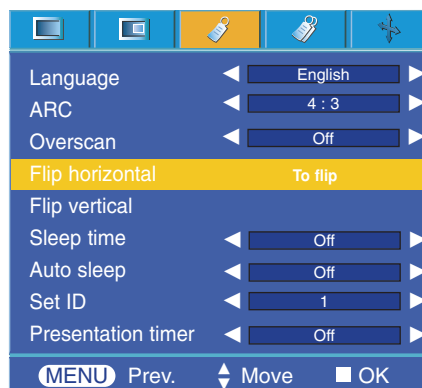 Language English
ARC 4 : 3
Overscan Off
Flip horizontal To flip
Flip vertical
Sleep time Off
Auto sleep Off
Set ID 1
Presentation timer Off
MENU Prev. Move OK